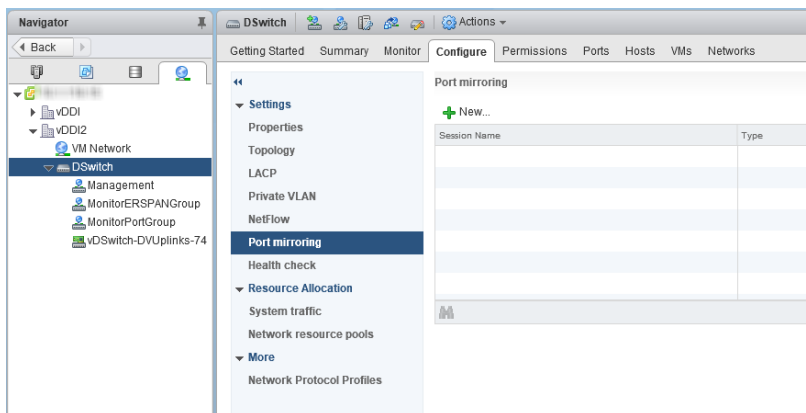 Navigator
Back
vDDI
vDDI2
VM Network
DSwitch
Management
MonitorERSPANGroup
MonitorPortGroup
vDSwitch-DVUplinks-74
DSwitch
Actions
Getting Started Summary Monitor Configure Permissions Ports Hosts VMs Networks
Settings
Properties
Topology
LACP
Private VLAN
NetFlow
Port mirroring
Health check
Resource Allocation
System traffic
Network resource pools
More
Network Protocol Profiles
Port mirroring
New...
Session Name Type